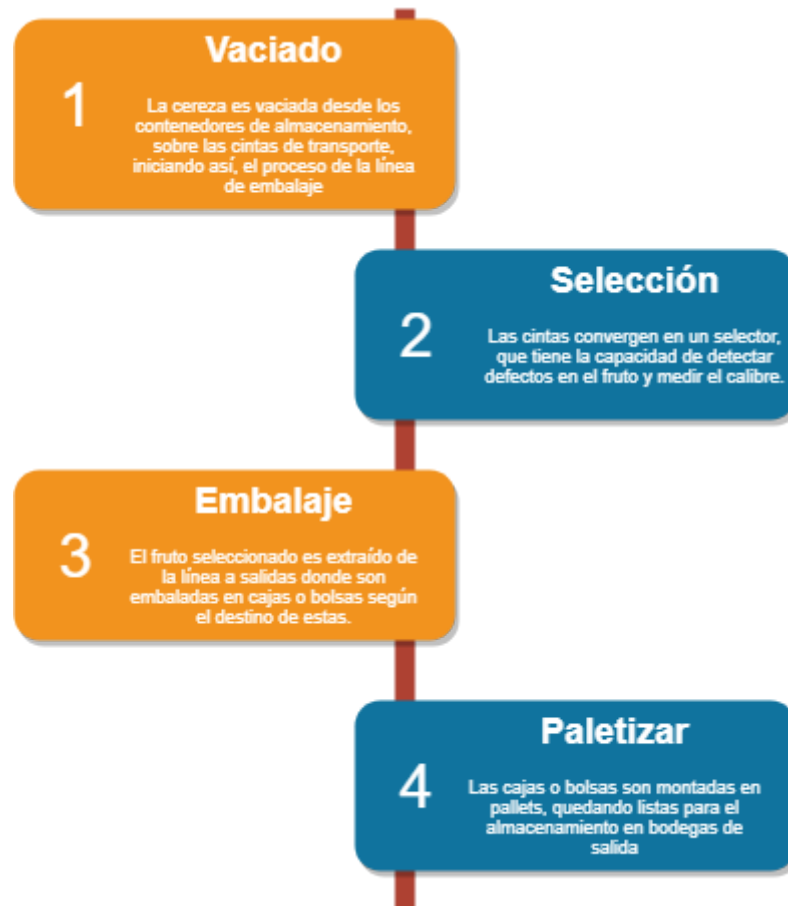 Vaciado
1
La cereza es vaciada desde los
contenedores de almacenamiento,
sobre las cintas de transporte,
iniciando así, el proceso de la línea
de embalaje
Selección
2
Las cintas convergen en un selector,
que tiene la capacidad de detectar
defectos en el fruto y medir el calibre.
Embalaje
3
El fruto seleccionado es extraído de
la línea a salidas donde son
embaladas en cajas o bolsas según
el destino de estas.
Paletizar
4
Las cajas o bolsas son montadas en
pallets, quedando listas para el
almacenamiento en bodegas de
salida